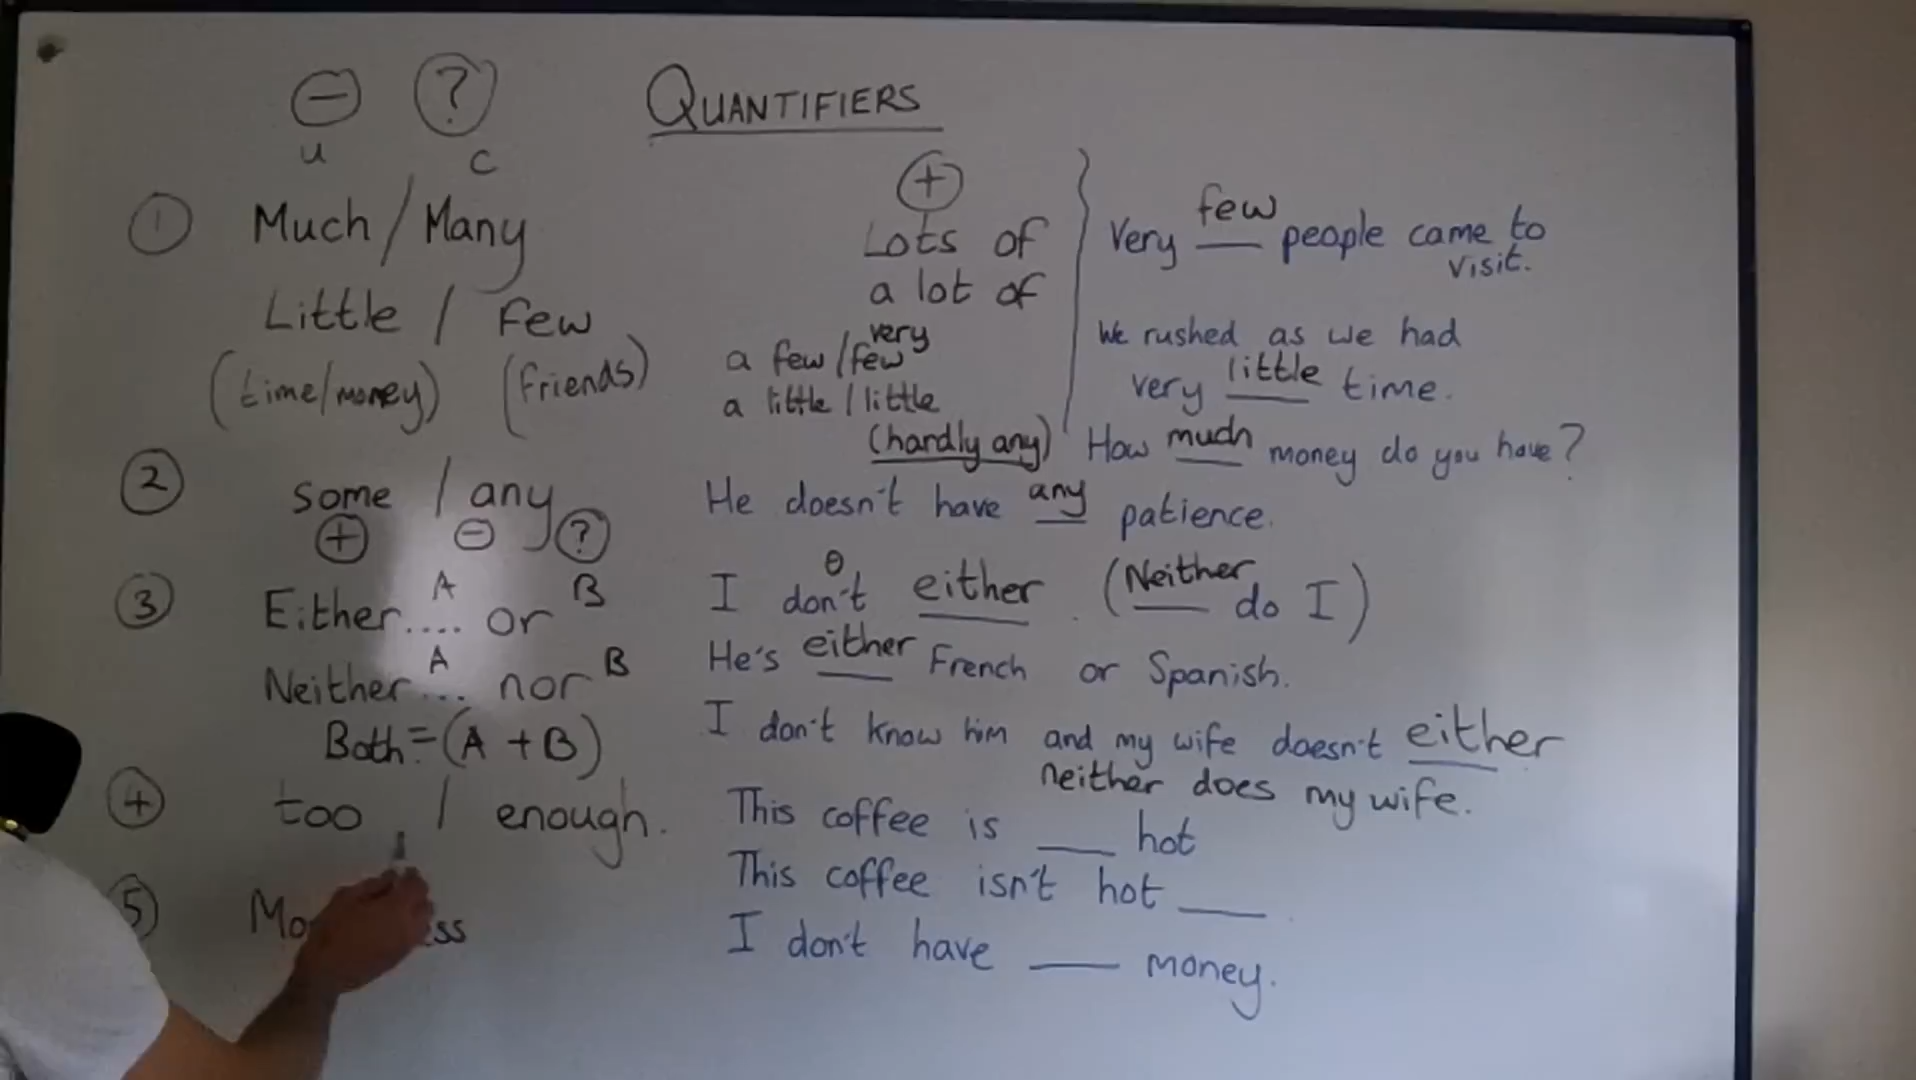 QUANTIFIERS
- ?
u c
1 Much / Many
Little / Few
(time/money) (friends)
2 some / any
+ - ?
3 Either .... or
A B
Neither ... nor
A B
Both = (A + B)
4 too / enough.
5
+
Lots of
a lot of
very
a few / few
a little / little
(hardly any)
Very few people came to
visit.
We rushed as we had
very little time.
How much money do you have?
He doesn't have any patience.
I don't either. (Neither do I)
He's either French or Spanish.
I don't know him and my wife doesn't either
neither does my wife.
This coffee is ___ hot
This coffee isn't hot ___.
I don't have ___ money.